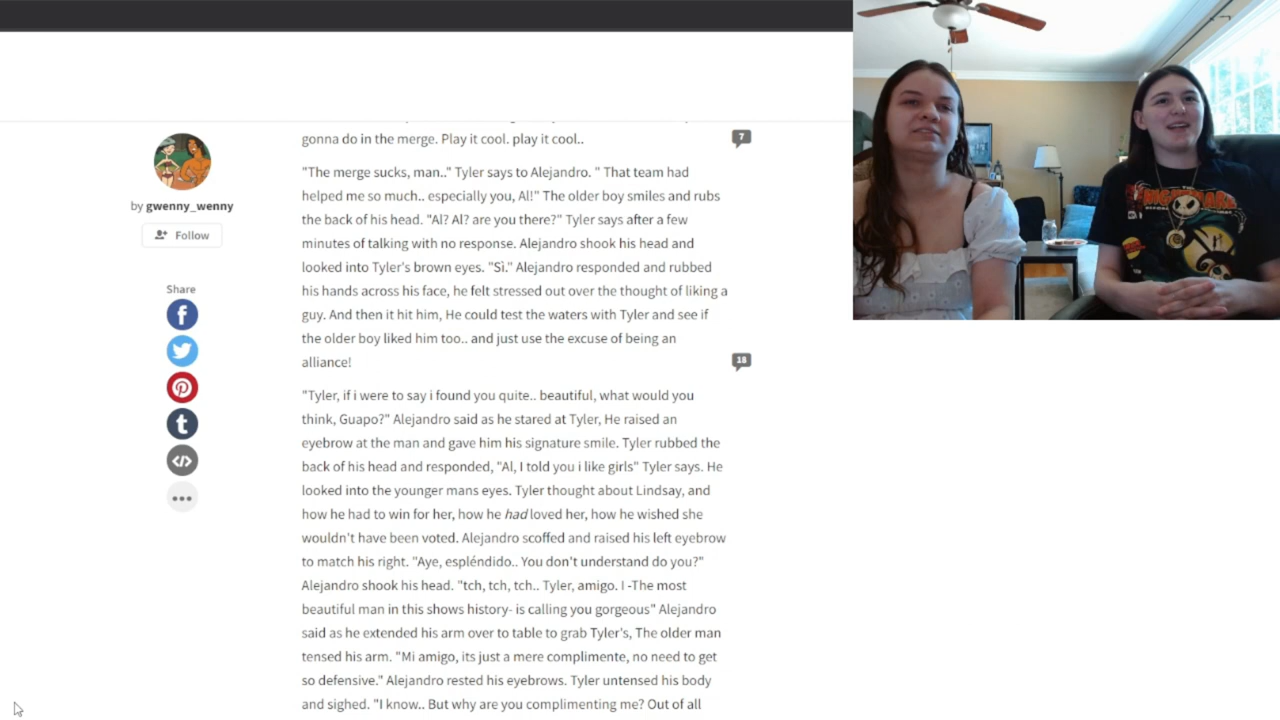 gonna do in the merge. Play it cool. play it cool..
7
"The merge sucks, man.." Tyler says to Alejandro. " That team had
helped me so much.. especially you, Al!" The older boy smiles and rubs
the back of his head. "Al? Al? are you there?" Tyler says after a few
minutes of talking with no response. Alejandro shook his head and
looked into Tyler's brown eyes. "Sì." Alejandro responded and rubbed
his hands across his face, he felt stressed out over the thought of liking a
guy. And then it hit him, He could test the waters with Tyler and see if
the older boy liked him too.. and just use the excuse of being an
alliance!
18
"Tyler, if i were to say i found you quite.. beautiful, what would you
think, Guapo?" Alejandro said as he stared at Tyler, He raised an
eyebrow at the man and gave him his signature smile. Tyler rubbed the
back of his head and responded, "Al, I told you i like girls" Tyler says. He
looked into the younger mans eyes. Tyler thought about Lindsay, and
how he had to win for her, how he had loved her, how he wished she
wouldn't have been voted. Alejandro scoffed and raised his left eyebrow
to match his right. "Aye, espléndido.. You don't understand do you?"
Alejandro shook his head. "tch, tch, tch.. Tyler, amigo. I -The most
beautiful man in this shows history- is calling you gorgeous" Alejandro
said as he extended his arm over to table to grab Tyler's, The older man
tensed his arm. "Mi amigo, its just a mere complimente, no need to get
so defensive." Alejandro rested his eyebrows. Tyler untensed his body
and sighed. "I know.. But why are you complimenting me? Out of all
by gwenny_wenny
Follow
Share